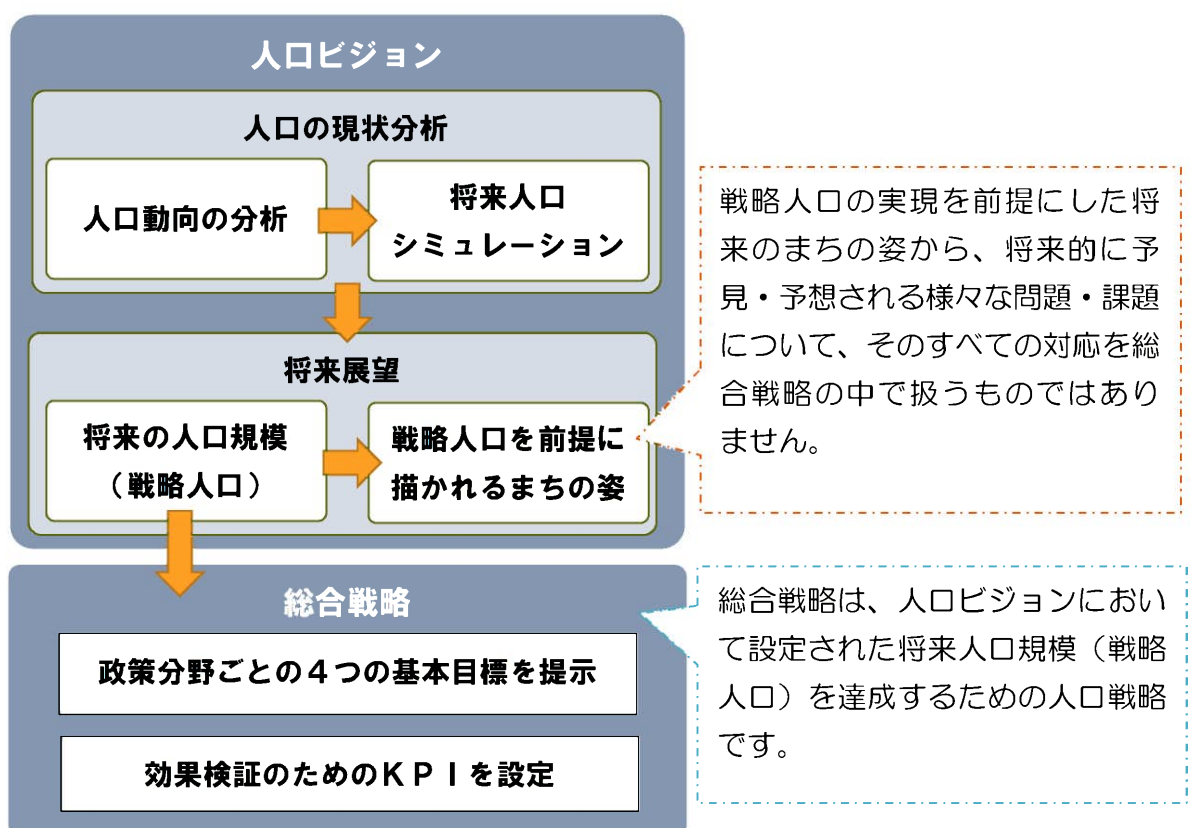 人口ビジョン
人口の現状分析
人口動向の分析
将来人口
シミュレーション
将来展望
将来の人口規模
（戦略人口）
戦略人口を前提に
描かれるまちの姿
戦略人口の実現を前提にした将
来のまちの姿から、将来的に予
見・予想される様々な問題・課題
について、そのすべての対応を総
合戦略の中で扱うものではあり
ません。
総合戦略
政策分野ごとの４つの基本目標を提示
効果検証のためのＫＰＩを設定
総合戦略は、人口ビジョンにおい
て設定された将来人口規模（戦略
人口）を達成するための人口戦略
です。